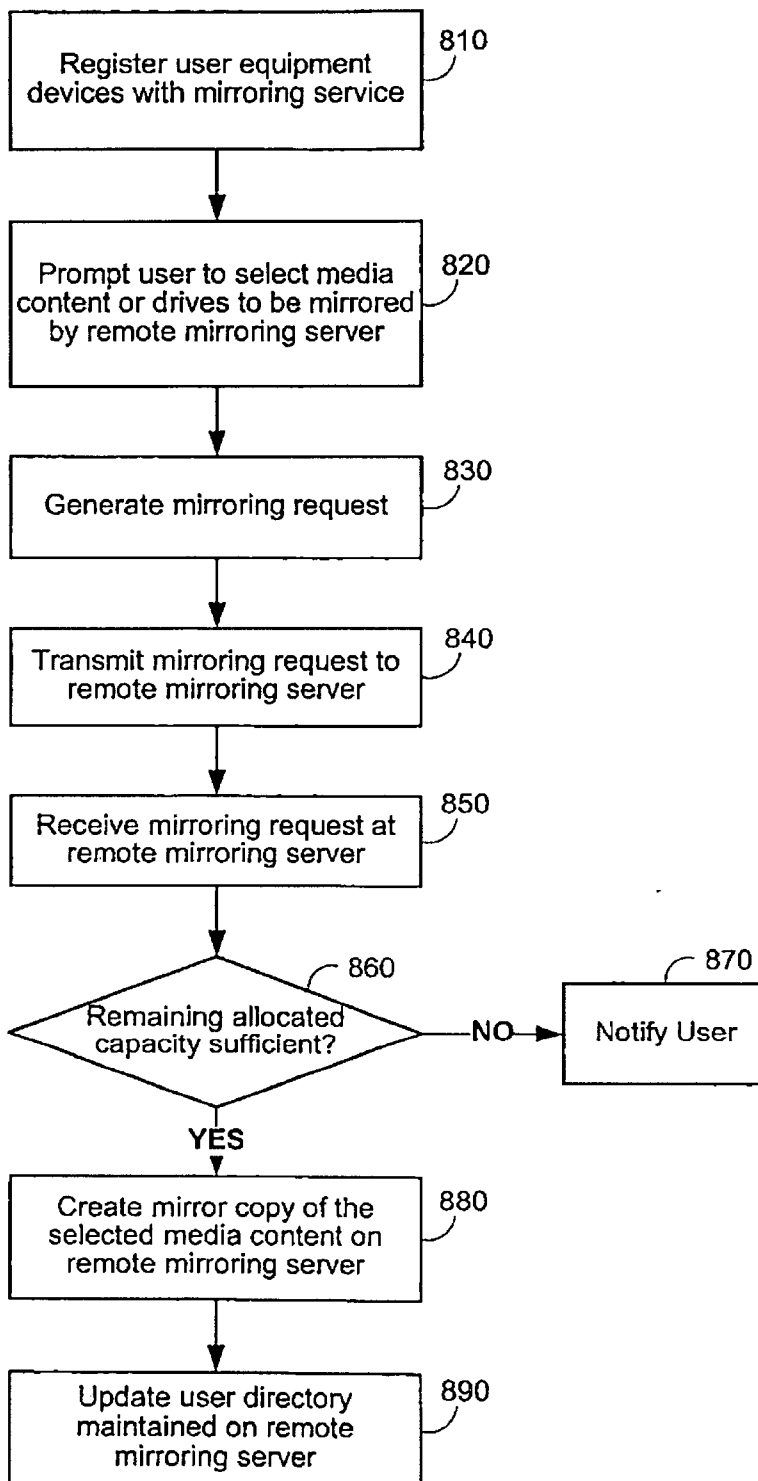 810
Register user equipment
devices with mirroring service
820
Prompt user to select media
content or drives to be mirrored
by remote mirroring server
830
Generate mirroring request
840
Transmit mirroring request to
remote mirroring server
850
Receive mirroring request at
remote mirroring server
860
Remaining allocated
capacity sufficient?
NO
870
Notify User
YES
880
Create mirror copy of the
selected media content on
remote mirroring server
890
Update user directory
maintained on remote
mirroring server